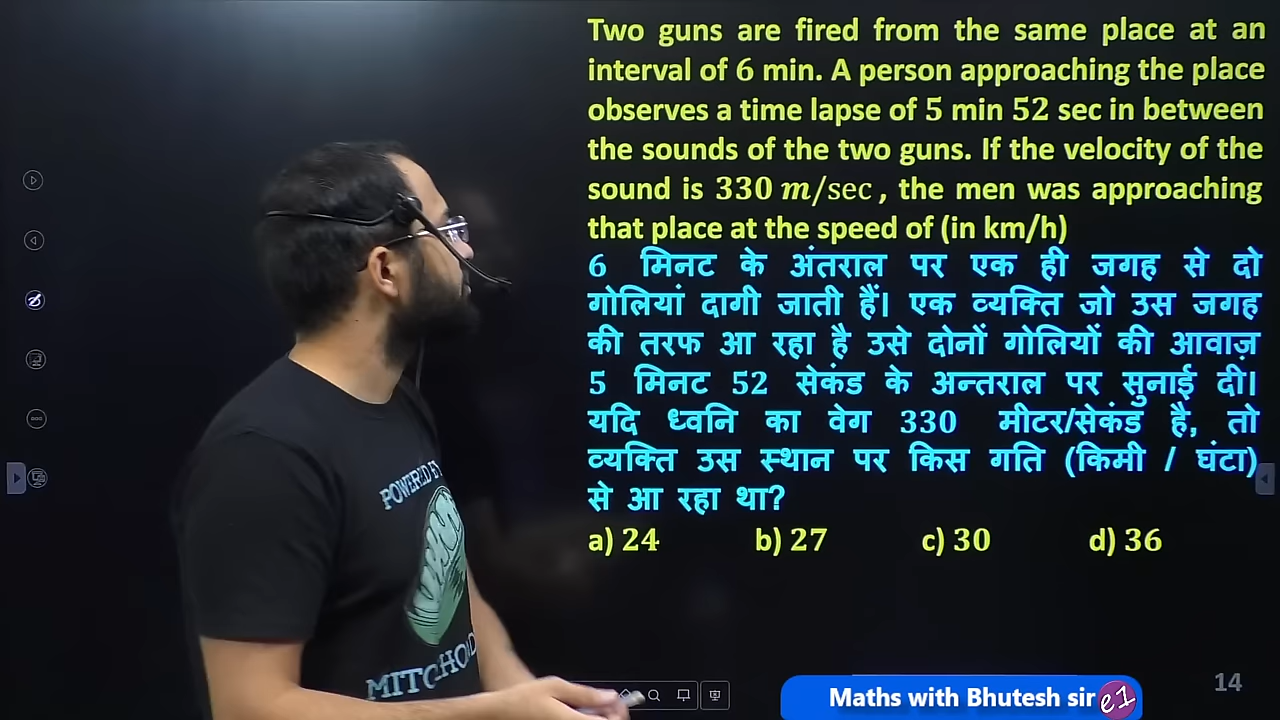 Two guns are fired from the same place at an
interval of 6 min. A person approaching the place
observes a time lapse of 5 min 52 sec in between
the sounds of the two guns. If the velocity of the
sound is 330 m/sec, the men was approaching
that place at the speed of (in km/h)
6 मिनट के अंतराल पर एक ही जगह से दो
गोलियां दागी जाती हैं। एक व्यक्ति जो उस जगह
की तरफ आ रहा है उसे दोनों गोलियों की आवाज़
5 मिनट 52 सेकंड के अन्तराल पर सुनाई दी।
यदि ध्वनि का वेग 330 मीटर/सेकंड है, तो
व्यक्ति उस स्थान पर किस गति (किमी / घंटा)
से आ रहा था?
a) 24 b) 27 c) 30 d) 36
14
Maths with Bhutesh sir e1